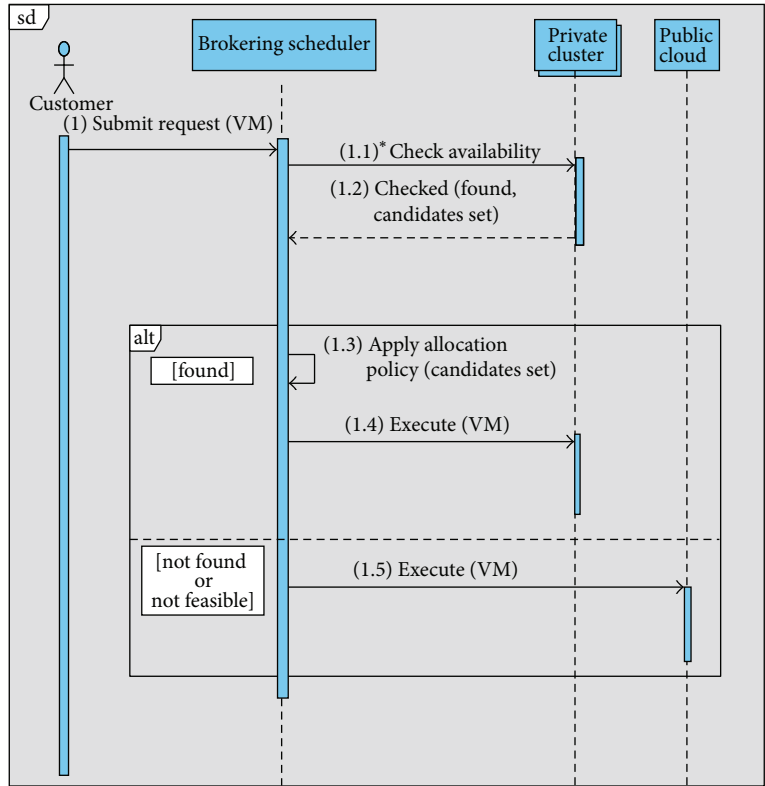 sd
Brokering scheduler
Private
cluster
Public
cloud
Customer
(1) Submit request (VM)
(1.1)* Check availability
(1.2) Checked (found,
candidates set)
alt
[found]
(1.3) Apply allocation
policy (candidates set)
(1.4) Execute (VM)
[not found
or
not feasible]
(1.5) Execute (VM)